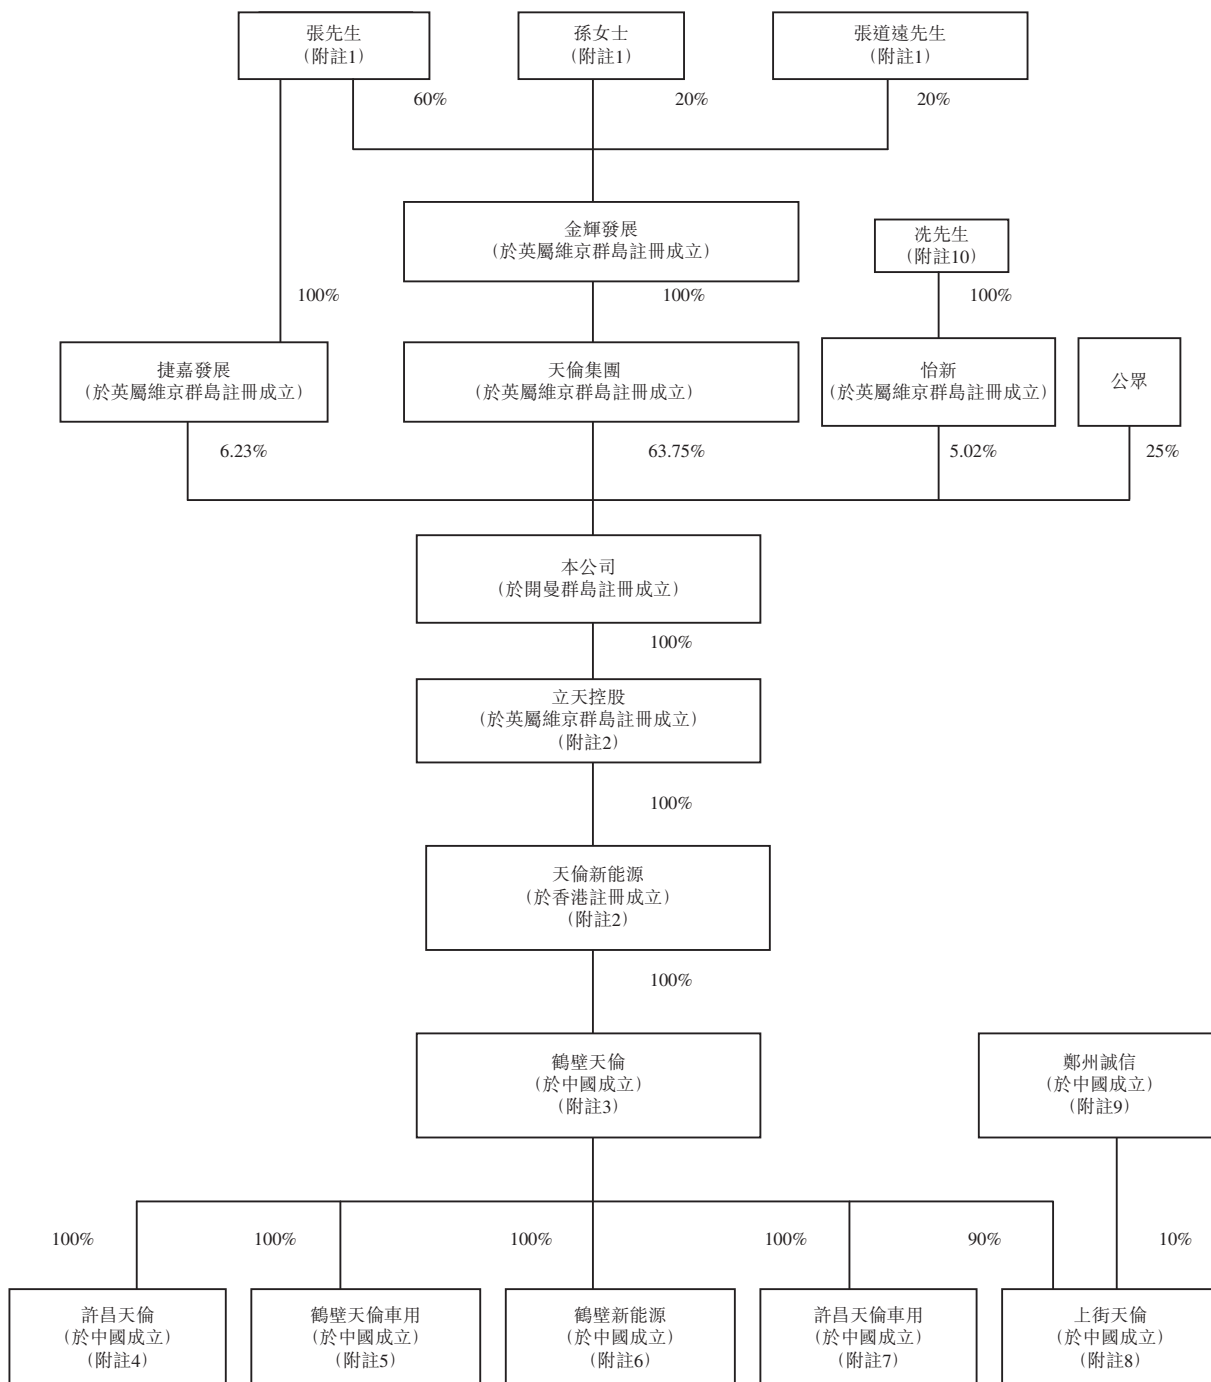 張先生
(附註1)
孫女士
(附註1)
張道遠先生
(附註1)
60%
20%
20%
金輝發展
(於英屬維京群島註冊成立)
冼先生
(附註10)
100%
100%
100%
捷嘉發展
(於英屬維京群島註冊成立)
天倫集團
(於英屬維京群島註冊成立)
怡新
(於英屬維京群島註冊成立)
公眾
6.23%
63.75%
5.02%
25%
本公司
(於開曼群島註冊成立)
100%
立天控股
(於英屬維京群島註冊成立)
(附註2)
100%
天倫新能源
(於香港註冊成立)
(附註2)
100%
鶴壁天倫
(於中國成立)
(附註3)
鄭州誠信
(於中國成立)
(附註9)
100%
100%
100%
100%
90%
10%
許昌天倫
(於中國成立)
(附註4)
鶴壁天倫車用
(於中國成立)
(附註5)
鶴壁新能源
(於中國成立)
(附註6)
許昌天倫車用
(於中國成立)
(附註7)
上街天倫
(於中國成立)
(附註8)